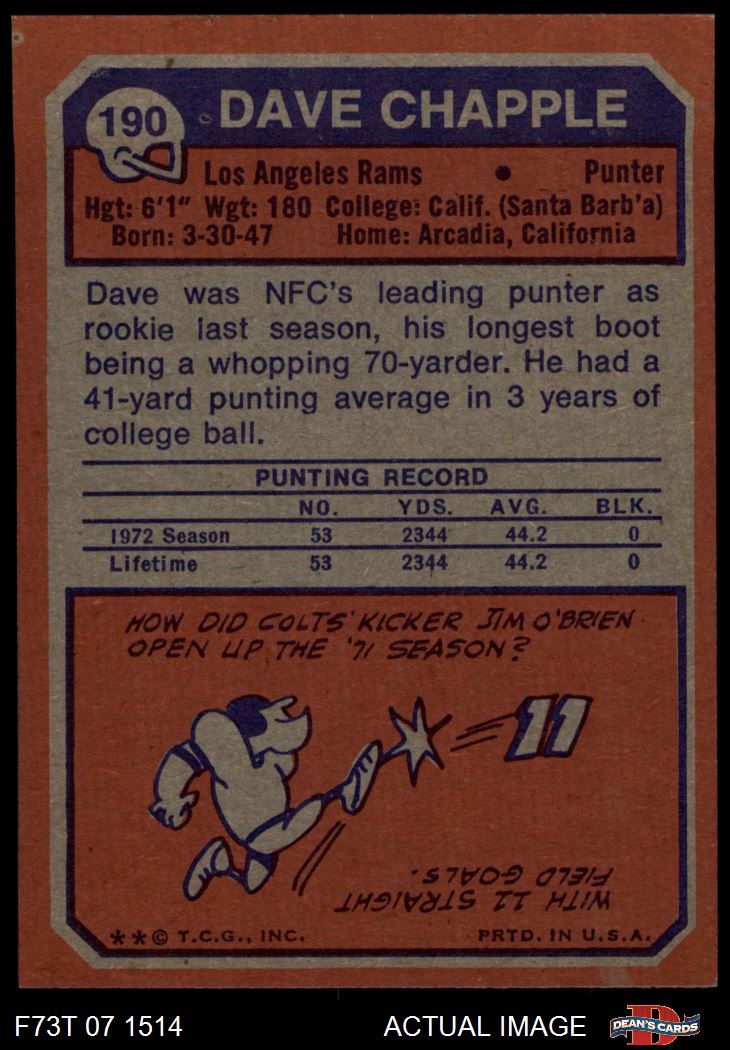 190
DAVE CHAPPLE
Los Angeles Rams • Punter
Hgt: 6'1" Wgt: 180 College: Calif. (Santa Barb'a)
Born: 3-30-47 Home: Arcadia, California
Dave was NFC's leading punter as
rookie last season, his longest boot
being a whopping 70-yarder. He had a
41-yard punting average in 3 years of
college ball.
PUNTING RECORD
NO. YDS. AVG. BLK.
1972 Season 53 2344 44.2 0
Lifetime 53 2344 44.2 0
HOW DID COLTS' KICKER JIM O'BRIEN
OPEN UP THE '71 SEASON?
11
WITH 11 STRAIGHT
FIELD GOALS.
**© T.C.G., INC. PRTD. IN U.S.A.
F73T 07 1514 ACTUAL IMAGE DEAN'S CARDS